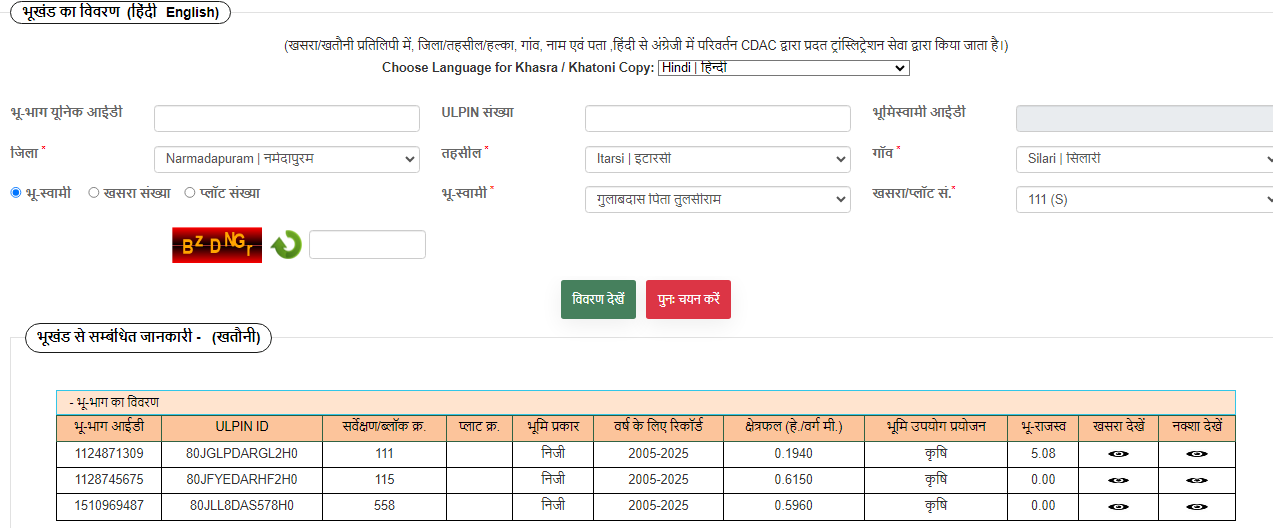 भूखंड का विवरण (हिंदी English)
(खसरा/खतौनी प्रतिलिपी में, जिला/तहसील/हल्का, गांव, नाम एवं पता ,हिंदी से अंग्रेजी में परिवर्तन CDAC द्वारा प्रदत ट्रांस्लिट्रेशन सेवा द्वारा किया जाता है।)
Choose Language for Khasra / Khatoni Copy: Hindi | हिन्दी
भू-भाग यूनिक आईडी ULPIN संख्या भूमिस्वामी आईडी
जिला * Narmadapuram | नर्मदापुरम तहसील * Itarsi | इटारसी गाँव * Silari | सिलारी
भू-स्वामी खसरा संख्या प्लॉट संख्या भू-स्वामी * गुलाबदास पिता तुलसीराम खसरा/प्लॉट सं.* 111 (S)
B z D N G r
विवरण देखें पुनः चयन करें
भूखंड से सम्बंधित जानकारी - (खतौनी)
- भू-भाग का विवरण
भू-भाग आईडी ULPIN ID सर्वेक्षण/ब्लॉक क्र. प्लाट क्र. भूमि प्रकार वर्ष के लिए रिकॉर्ड क्षेत्रफल (हे./वर्ग मी.) भूमि उपयोग प्रयोजन भू-राजस्व खसरा देखें नक्शा देखें
1124871309 80JGLPDARGL2H0 111 निजी 2005-2025 0.1940 कृषि 5.08
1128745675 80JFYEDARHF2H0 115 निजी 2005-2025 0.6150 कृषि 0.00
1510969487 80JLL8DAS578H0 558 निजी 2005-2025 0.5960 कृषि 0.00